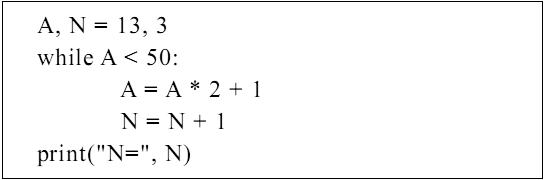 A, N = 13, 3
while A < 50:
A = A * 2 + 1
N = N + 1
print("N=", N)